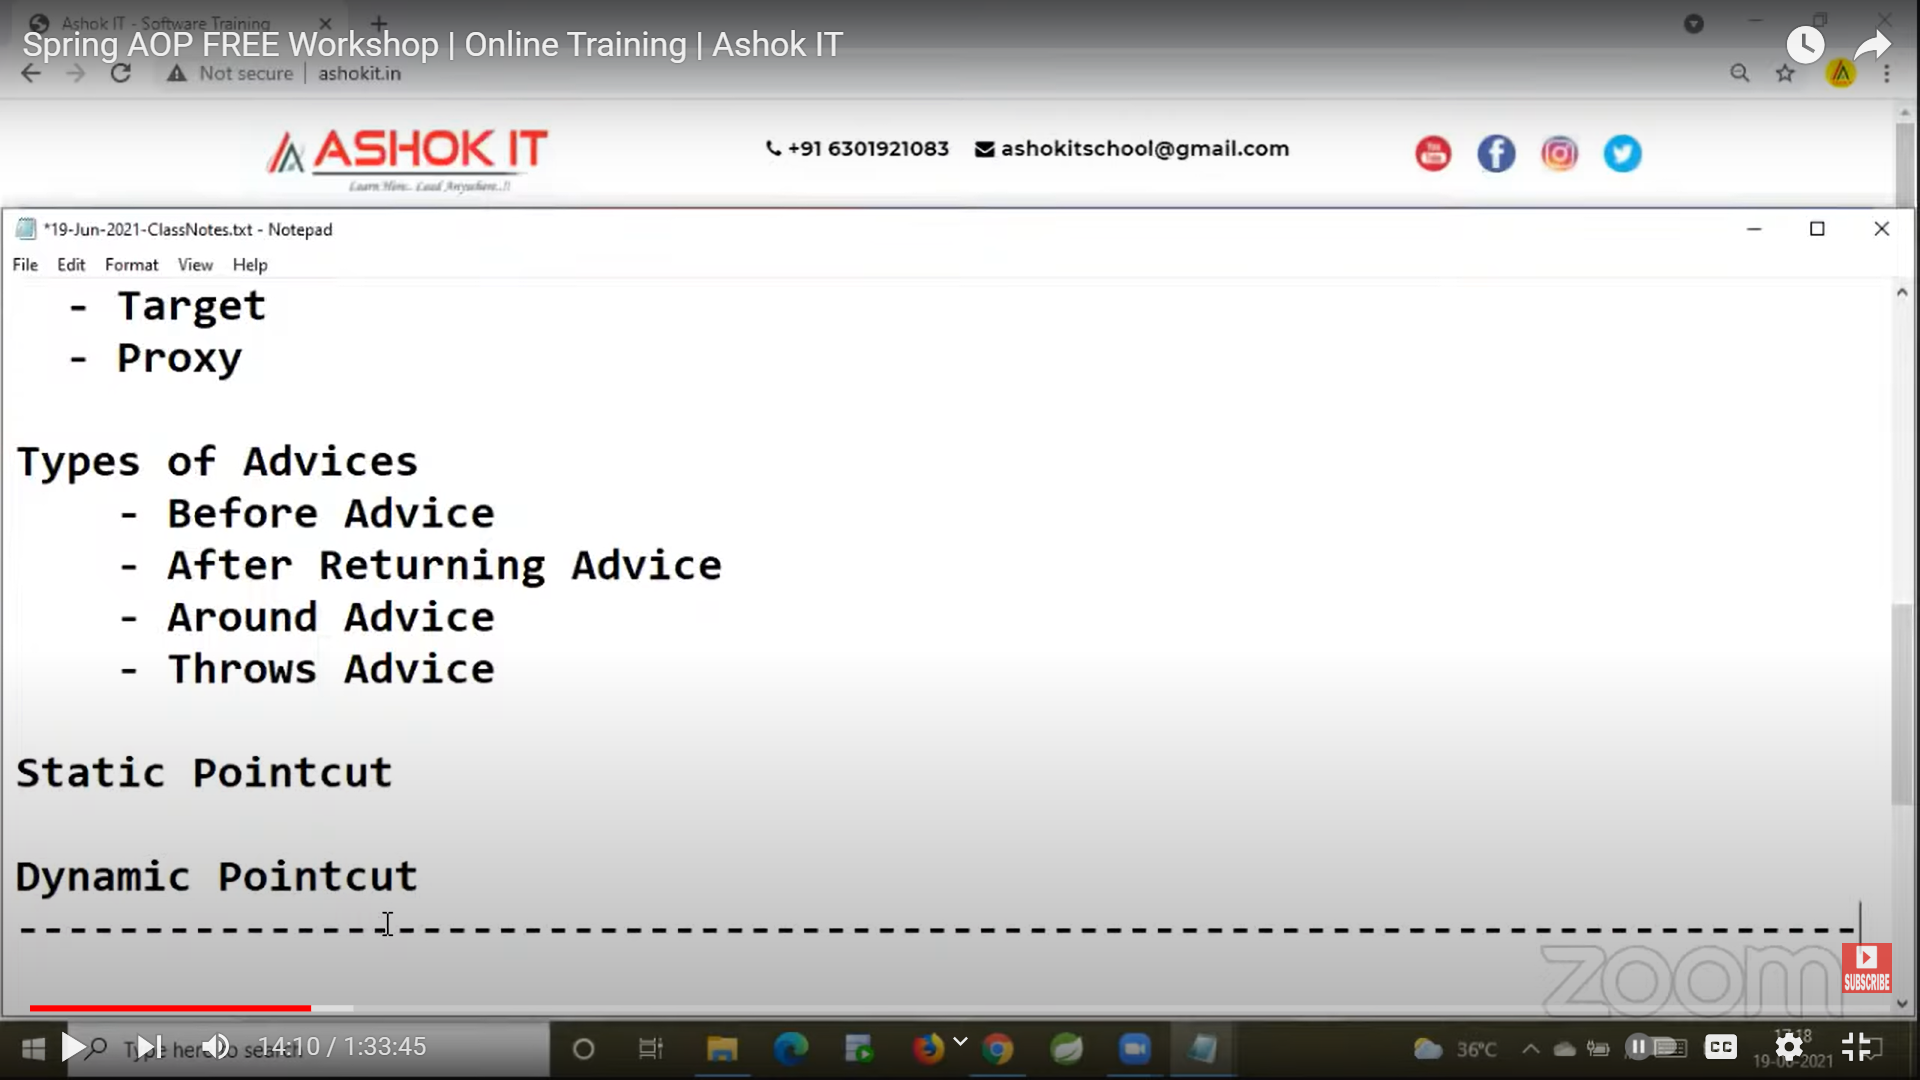 Ashok IT - Software Training
Spring AOP FREE Workshop | Online Training | Ashok IT
Not secure | ashokit.in
ASHOK IT
Learn Here.. Lead Anywhere..!!
+91 6301921083 ashokitschool@gmail.com
*19-Jun-2021-ClassNotes.txt - Notepad
File Edit Format View Help
- Target
- Proxy
Types of Advices
- Before Advice
- After Returning Advice
- Around Advice
- Throws Advice
Static Pointcut
Dynamic Pointcut
--------------------------------------------------------------------------
zoom
SUBSCRIBE
Type here to search
14:10 / 1:33:45
36°C
CC
17:18
19-06-2021